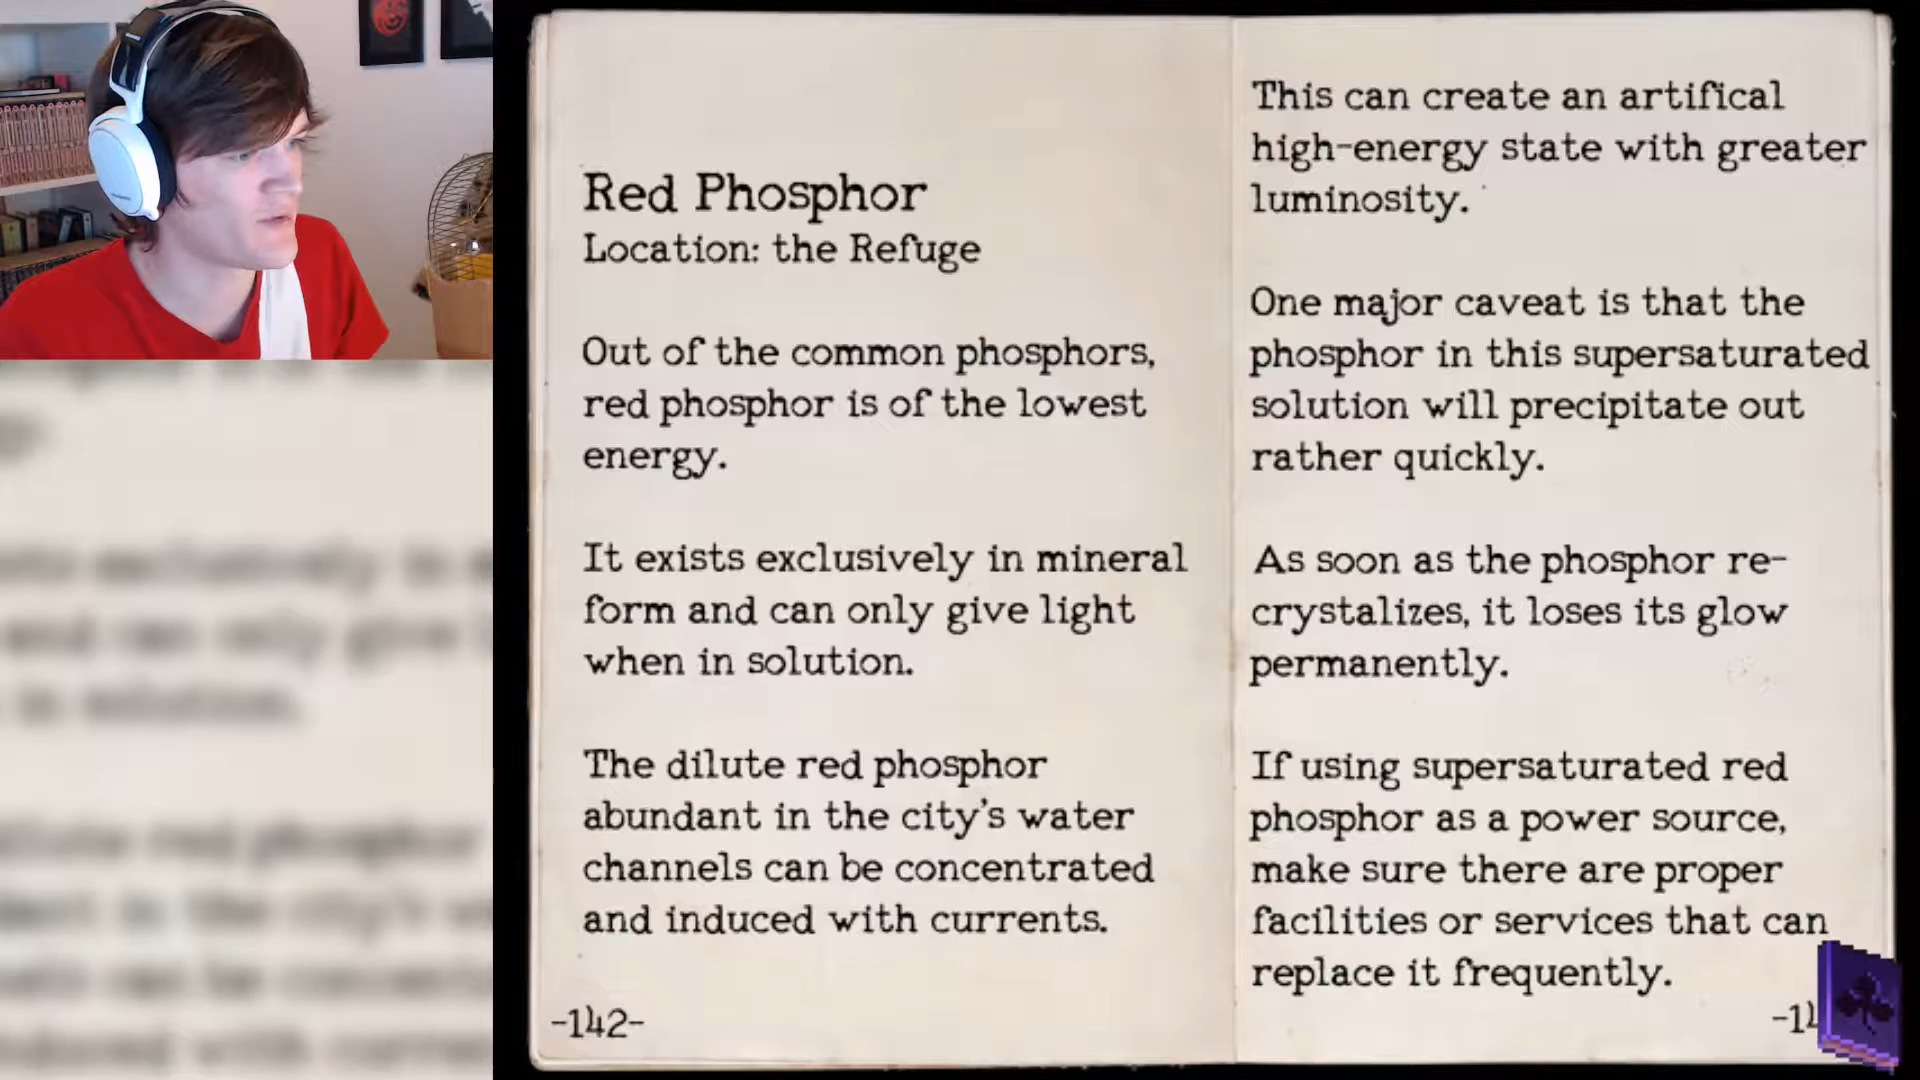 Red Phosphor
Location: the Refuge
Out of the common phosphors,
red phosphor is of the lowest
energy.
It exists exclusively in mineral
form and can only give light
when in solution.
The dilute red phosphor
abundant in the city's water
channels can be concentrated
and induced with currents.
-142-
This can create an artifical
high-energy state with greater
luminosity.
One major caveat is that the
phosphor in this supersaturated
solution will precipitate out
rather quickly.
As soon as the phosphor re-
crystalizes, it loses its glow
permanently.
If using supersaturated red
phosphor as a power source,
make sure there are proper
facilities or services that can
replace it frequently.